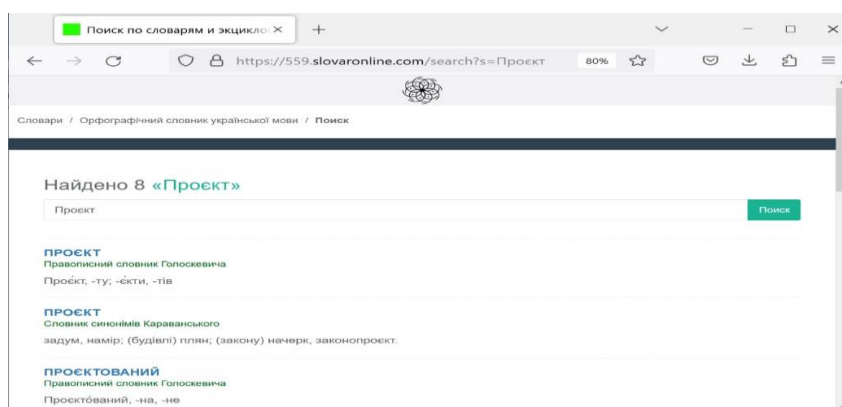 Поиск по словарям и экцикло
https://559.slovaronline.com/search?s=Проєкт 80%
Словари / Орфографічний словник української мови / Поиск
Найдено 8 «Проєкт»
Проєкт Поиск
ПРОЄКТ
Правописний словник Голоскевича
Проє́кт, -ту; -є́кти, -тів
ПРОЄКТ
Словник синонімів Караванського
задум, намір; (будівлі) плян; (закону) начерк, законопроєкт.
ПРОЄКТОВАНИЙ
Правописний словник Голоскевича
Проєкто́ваний, -на, -не